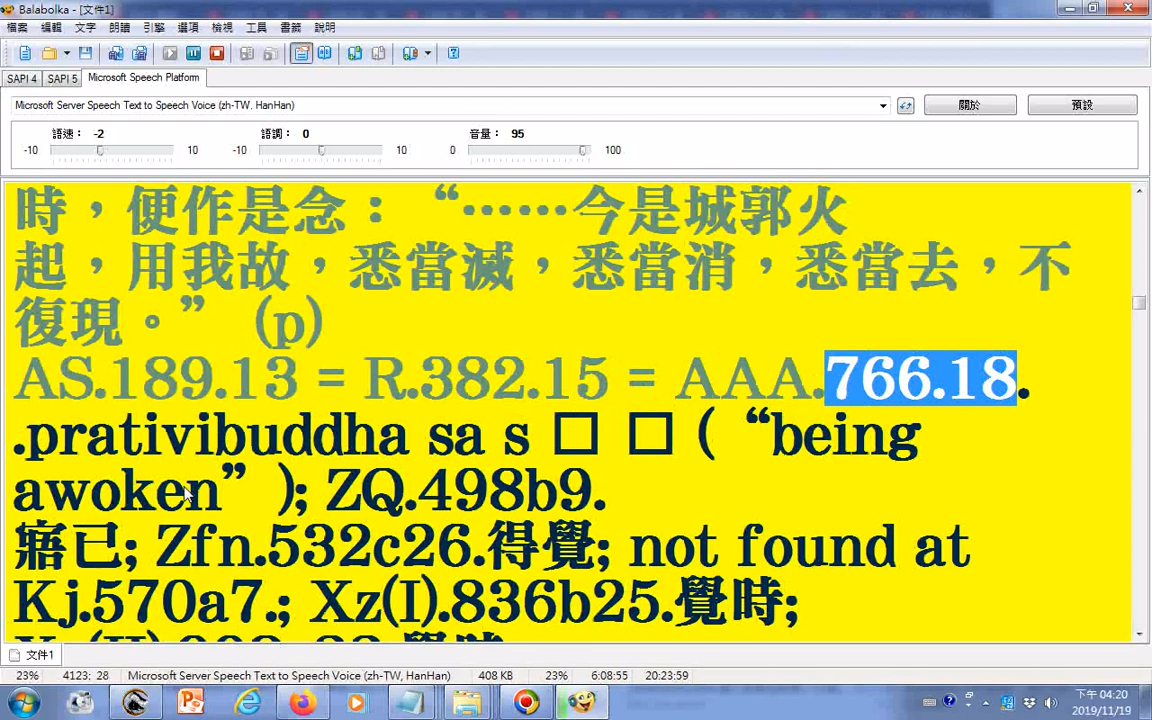 Balabolka - [文件1]
檔案 編輯 文字 朗讀 引擎 選項 檢視 工具 書籤 說明
SAPI 4 SAPI 5 Microsoft Speech Platform
Microsoft Server Speech Text to Speech Voice (zh-TW, HanHan) 關於 預設
語速： -2 語調： 0 音量： 95
-10 10 -10 10 0 100
時，便作是念：“……今是城郭火
起，用我故，悉當滅，悉當消，悉當去，不
復現。” (p)
AS.189.13 = R.382.15 = AAA.766.18.
.prativibuddha sa s □ □ (“being
awoken”); ZQ.498b9.
寤已; Zfn.532c26.得覺; not found at
Kj.570a7.; Xz(I).836b25.覺時;
文件1
23% 4123: 28 Microsoft Server Speech Text to Speech Voice (zh-TW, HanHan) 408 KB 23% 6:08:55 20:23:59
下午 04:20
2019/11/19